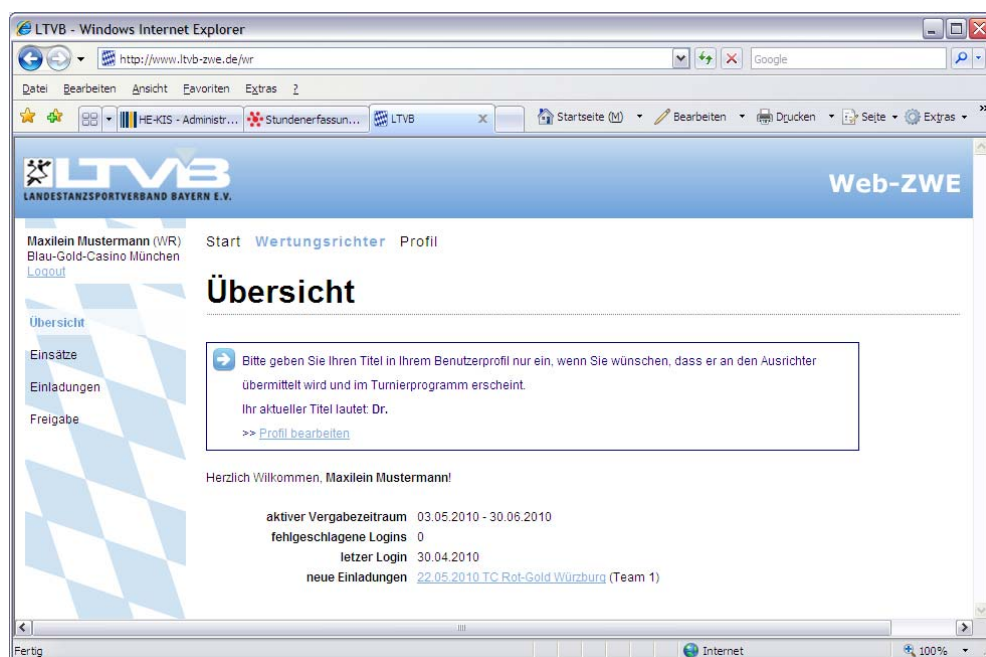 LTVB - Windows Internet Explorer
http://www.ltvb-zwe.de/wr
Google
Datei Bearbeiten Ansicht Favoriten Extras ?
HE-KIS - Administr... Stundenerfassun... LTVB Startseite (M) Bearbeiten Drucken Seite Extras »
LTVB
LANDESTANZSPORTVERBAND BAYERN E.V.
Web-ZWE
Maxilein Mustermann (WR)
Blau-Gold-Casino München
Logout
Start Wertungsrichter Profil
Übersicht
Übersicht
Einsätze
Einladungen
Freigabe
Bitte geben Sie Ihren Titel in Ihrem Benutzerprofil nur ein, wenn Sie wünschen, dass er an den Ausrichter
übermittelt wird und im Turnierprogramm erscheint.
Ihr aktueller Titel lautet: Dr.
>> Profil bearbeiten
Herzlich Willkommen, Maxilein Mustermann!
aktiver Vergabezeitraum 03.05.2010 - 30.06.2010
fehlgeschlagene Logins 0
letzer Login 30.04.2010
neue Einladungen 22.05.2010 TC Rot-Gold Würzburg (Team 1)
Fertig
Internet
100%